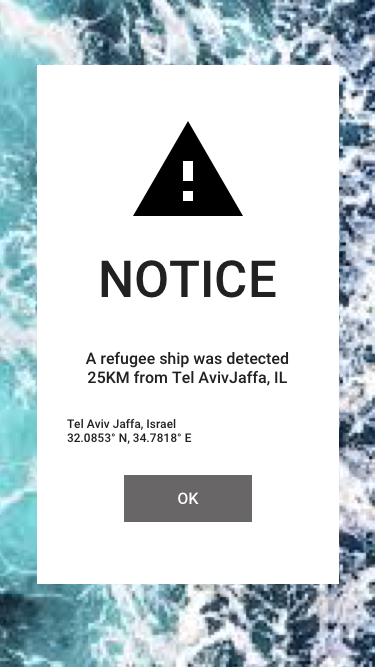 NOTICE
A refugee ship was detected
25KM from Tel AvivJaffa, IL
Tel Aviv Jaffa, Israel
32.0853° N, 34.7818° E
OK